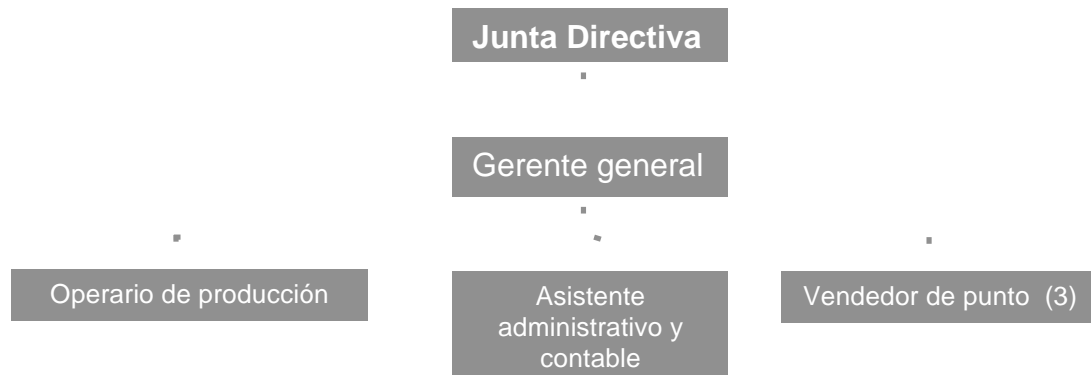 Junta Directiva
Gerente general
Operario de producción
Asistente
administrativo y
contable
Vendedor de punto (3)